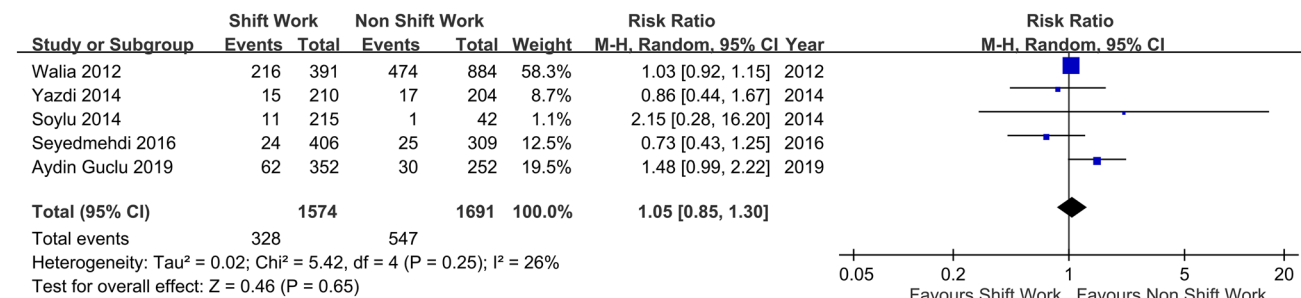 Shift Work Non Shift Work Risk Ratio Risk Ratio
Study or Subgroup Events Total Events Total Weight M-H, Random, 95% CI Year M-H, Random, 95% CI
Walia 2012 216 391 474 884 58.3% 1.03 [0.92, 1.15] 2012
Yazdi 2014 15 210 17 204 8.7% 0.86 [0.44, 1.67] 2014
Soylu 2014 11 215 1 42 1.1% 2.15 [0.28, 16.20] 2014
Seyedmehdi 2016 24 406 25 309 12.5% 0.73 [0.43, 1.25] 2016
Aydin Guclu 2019 62 352 30 252 19.5% 1.48 [0.99, 2.22] 2019
Total (95% CI) 1574 1691 100.0% 1.05 [0.85, 1.30]
Total events 328 547
Heterogeneity: Tau² = 0.02; Chi² = 5.42, df = 4 (P = 0.25); I² = 26%
Test for overall effect: Z = 0.46 (P = 0.65)
0.05 0.2 1 5 20
Favours Shift Work Favours Non Shift Work